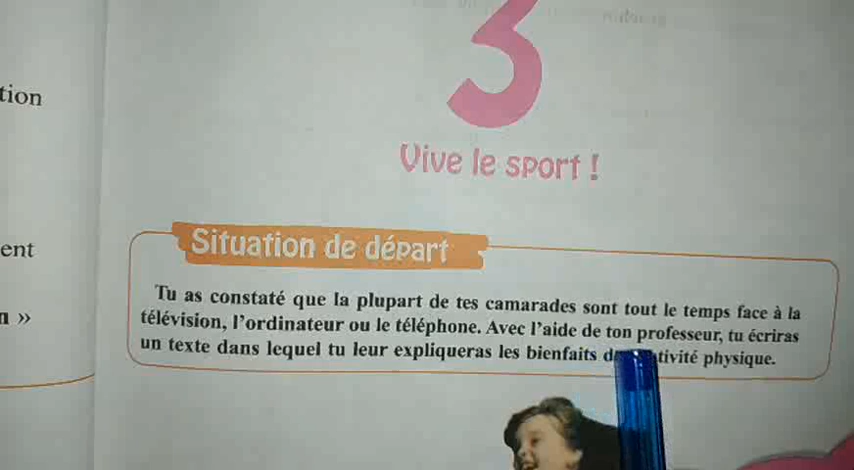 tion
ent
n »
3
Vive le sport !
Situation de départ
Tu as constaté que la plupart de tes camarades sont tout le temps face à la
télévision, l'ordinateur ou le téléphone. Avec l'aide de ton professeur, tu écriras
un texte dans lequel tu leur expliqueras les bienfaits tivité physique.